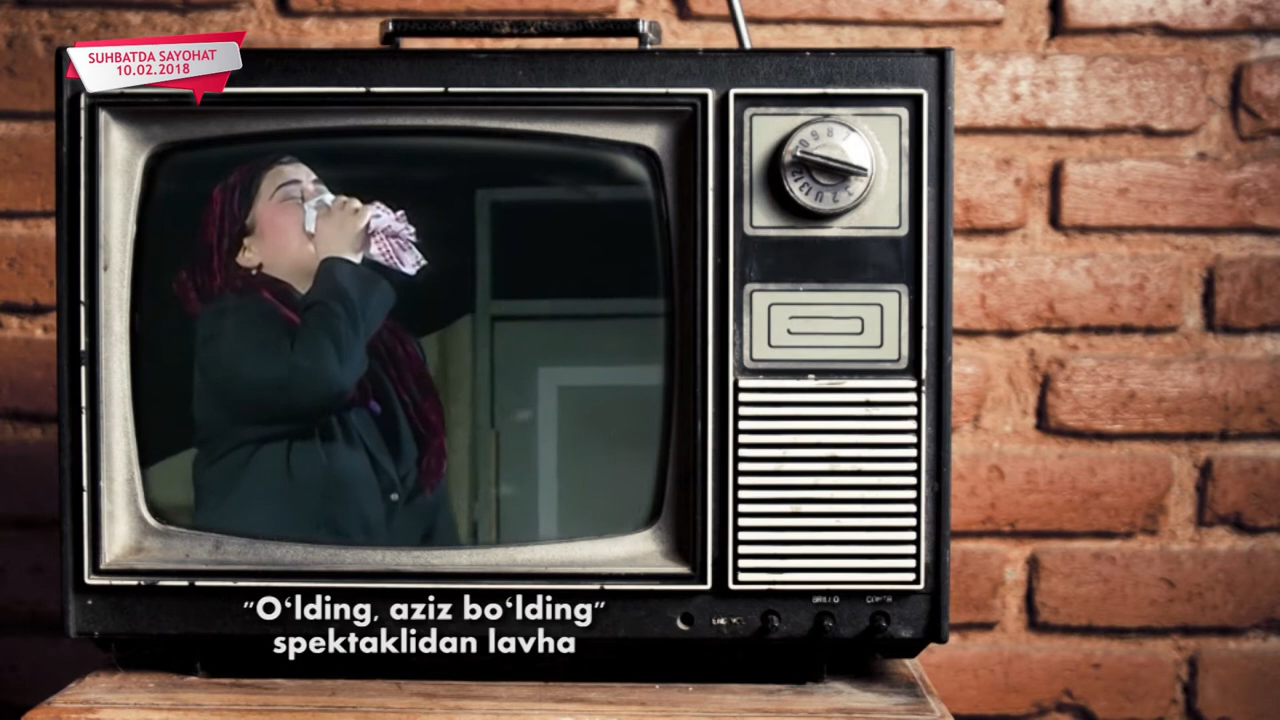 SUHBATDA SAYOHAT
10.02.2018
"O‘lding, aziz bo‘lding"
spektaklidan lavha